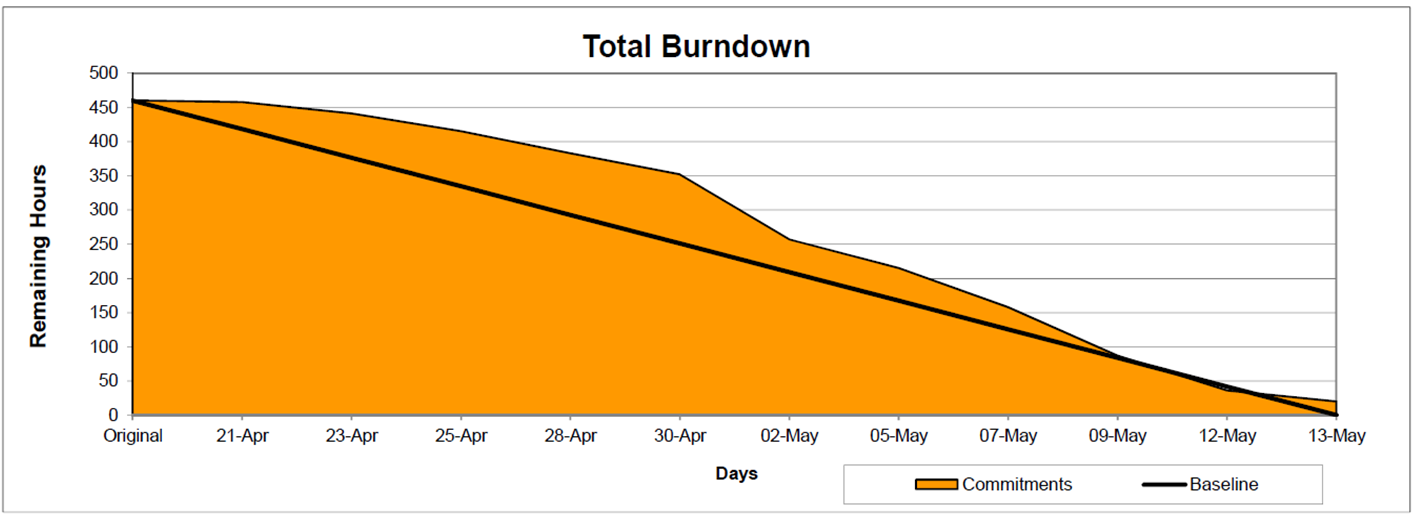 Total Burndown
500
450
400
350
300
250
200
150
100
50
0
Remaining Hours
Original 21-Apr 23-Apr 25-Apr 28-Apr 30-Apr 02-May 05-May 07-May 09-May 12-May 13-May
Days
Commitments Baseline